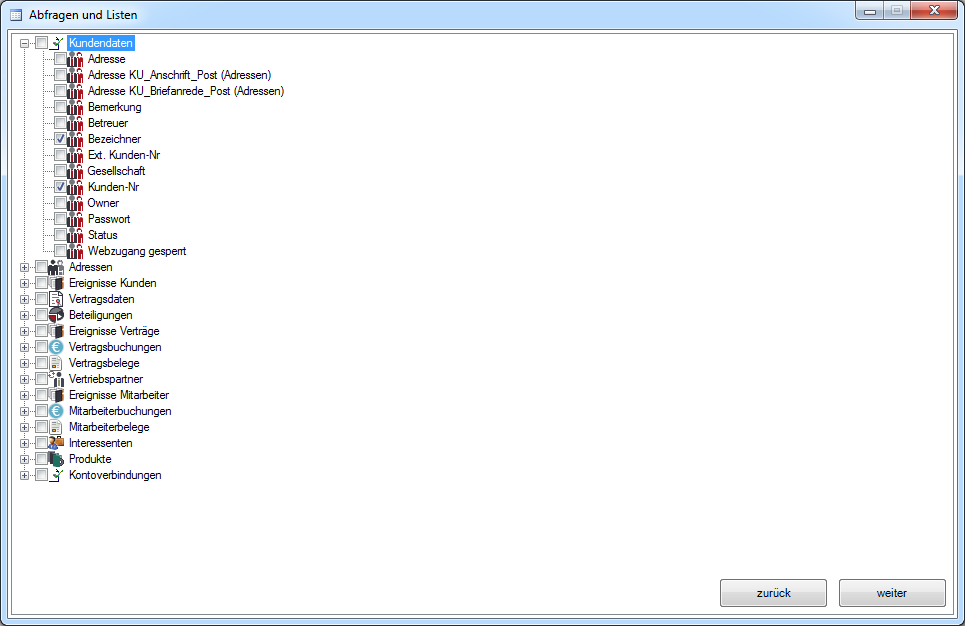 Abfragen und Listen
Kundendaten
Adresse
Adresse KU_Anschrift_Post (Adressen)
Adresse KU_Briefanrede_Post (Adressen)
Bemerkung
Betreuer
Bezeichner
Ext. Kunden-Nr
Gesellschaft
Kunden-Nr
Owner
Passwort
Status
Webzugang gesperrt
Adressen
Ereignisse Kunden
Vertragsdaten
Beteiligungen
Ereignisse Verträge
Vertragsbuchungen
Vertragsbelege
Vertriebspartner
Ereignisse Mitarbeiter
Mitarbeiterbuchungen
Mitarbeiterbelege
Interessenten
Produkte
Kontoverbindungen
zurück
weiter